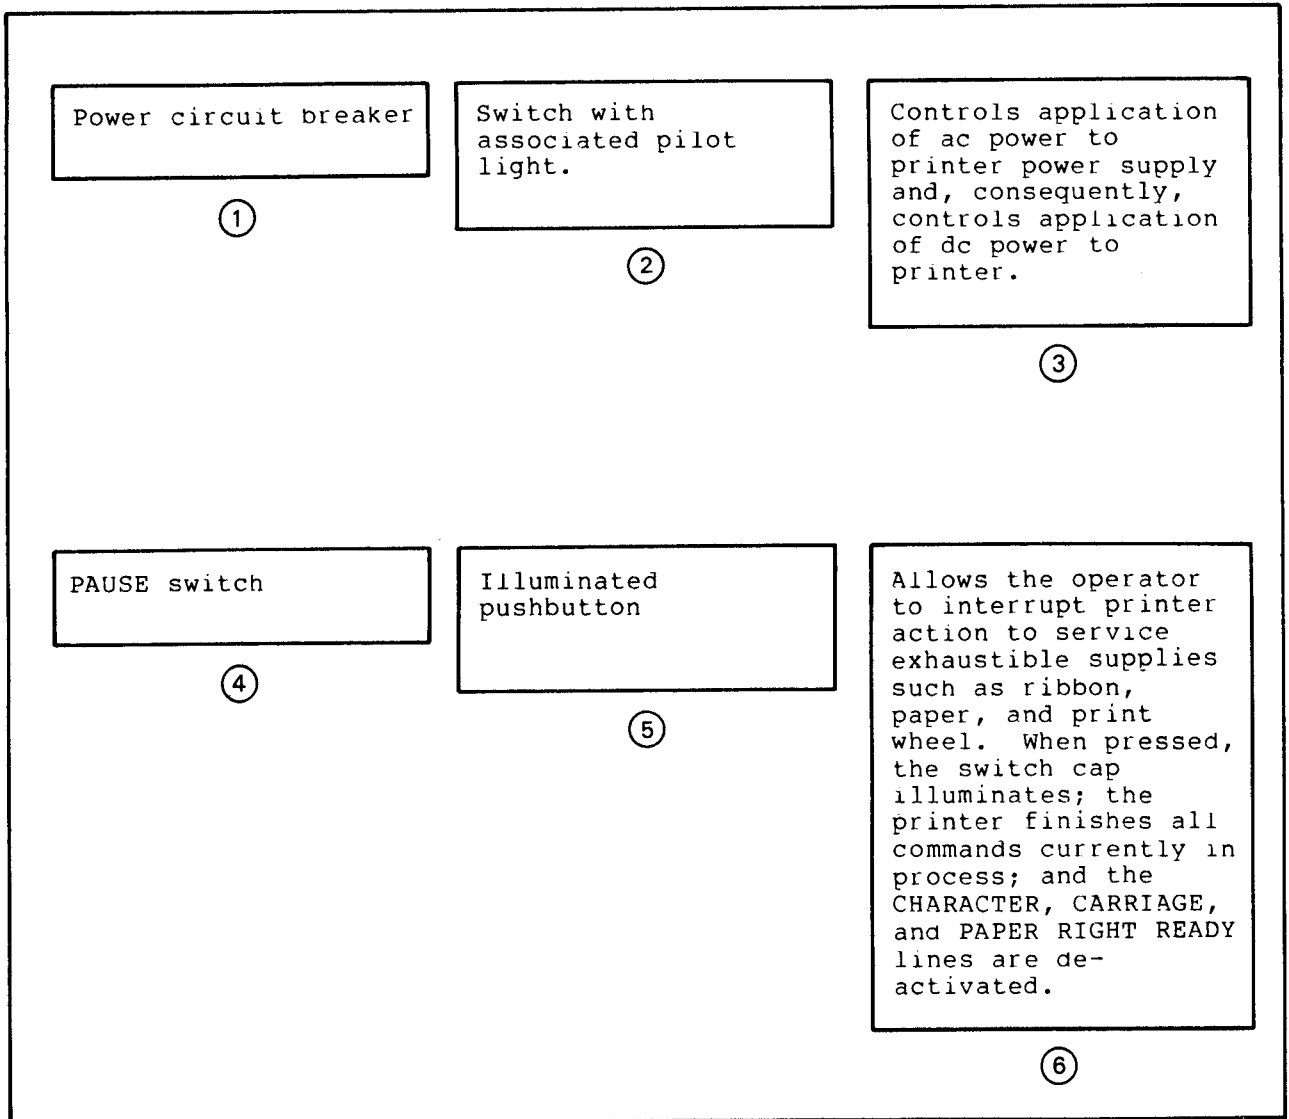 Power circuit breaker
①
Switch with
associated pilot
light.
②
Controls application
of ac power to
printer power supply
and, consequently,
controls application
of dc power to
printer.
③
PAUSE switch
④
Illuminated
pushbutton
⑤
Allows the operator
to interrupt printer
action to service
exhaustible supplies
such as ribbon,
paper, and print
wheel.  When pressed,
the switch cap
illuminates; the
printer finishes all
commands currently in
process; and the
CHARACTER, CARRIAGE,
and PAPER RIGHT READY
lines are de-
activated.
⑥